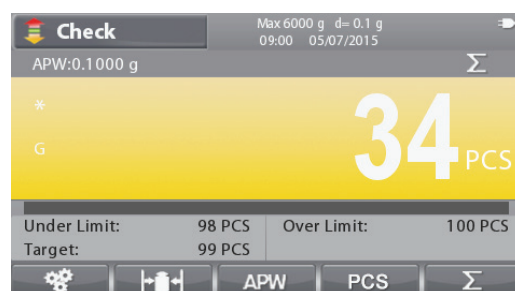 Check
Max 6000 g d= 0.1 g
09:00 05/07/2015
APW:0.1000 g
Σ
*
G
34 PCS
Under Limit: 98 PCS Over Limit: 100 PCS
Target: 99 PCS
APW PCS Σ